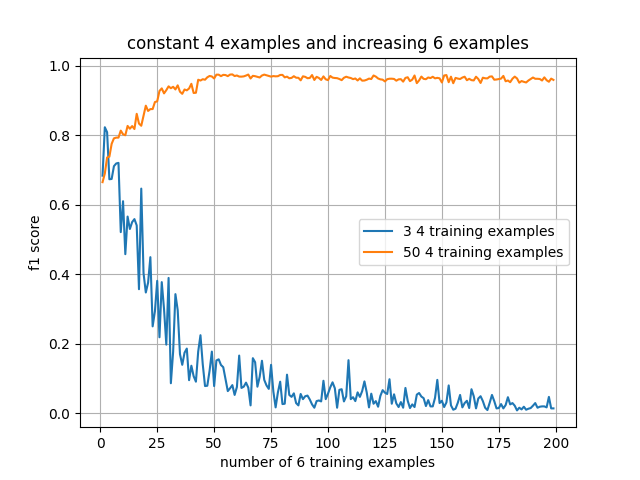 constant 4 examples and increasing 6 examples
1.0
0.8
0.6
0.4
0.2
0.0
f1 score
3 4 training examples
50 4 training examples
0 25 50 75 100 125 150 175 200
number of 6 training examples